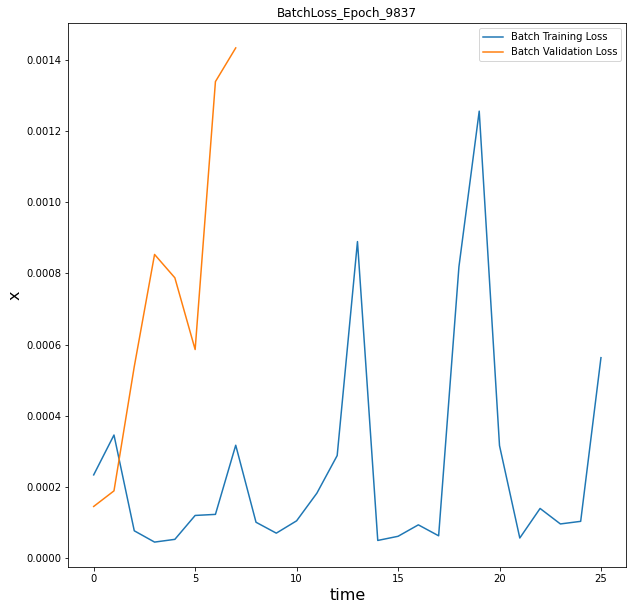 BatchLoss_Epoch_9837
Batch Training Loss
Batch Validation Loss
0.0014
0.0012
0.0010
0.0008
0.0006
0.0004
0.0002
0.0000
x
0 5 10 15 20 25
time